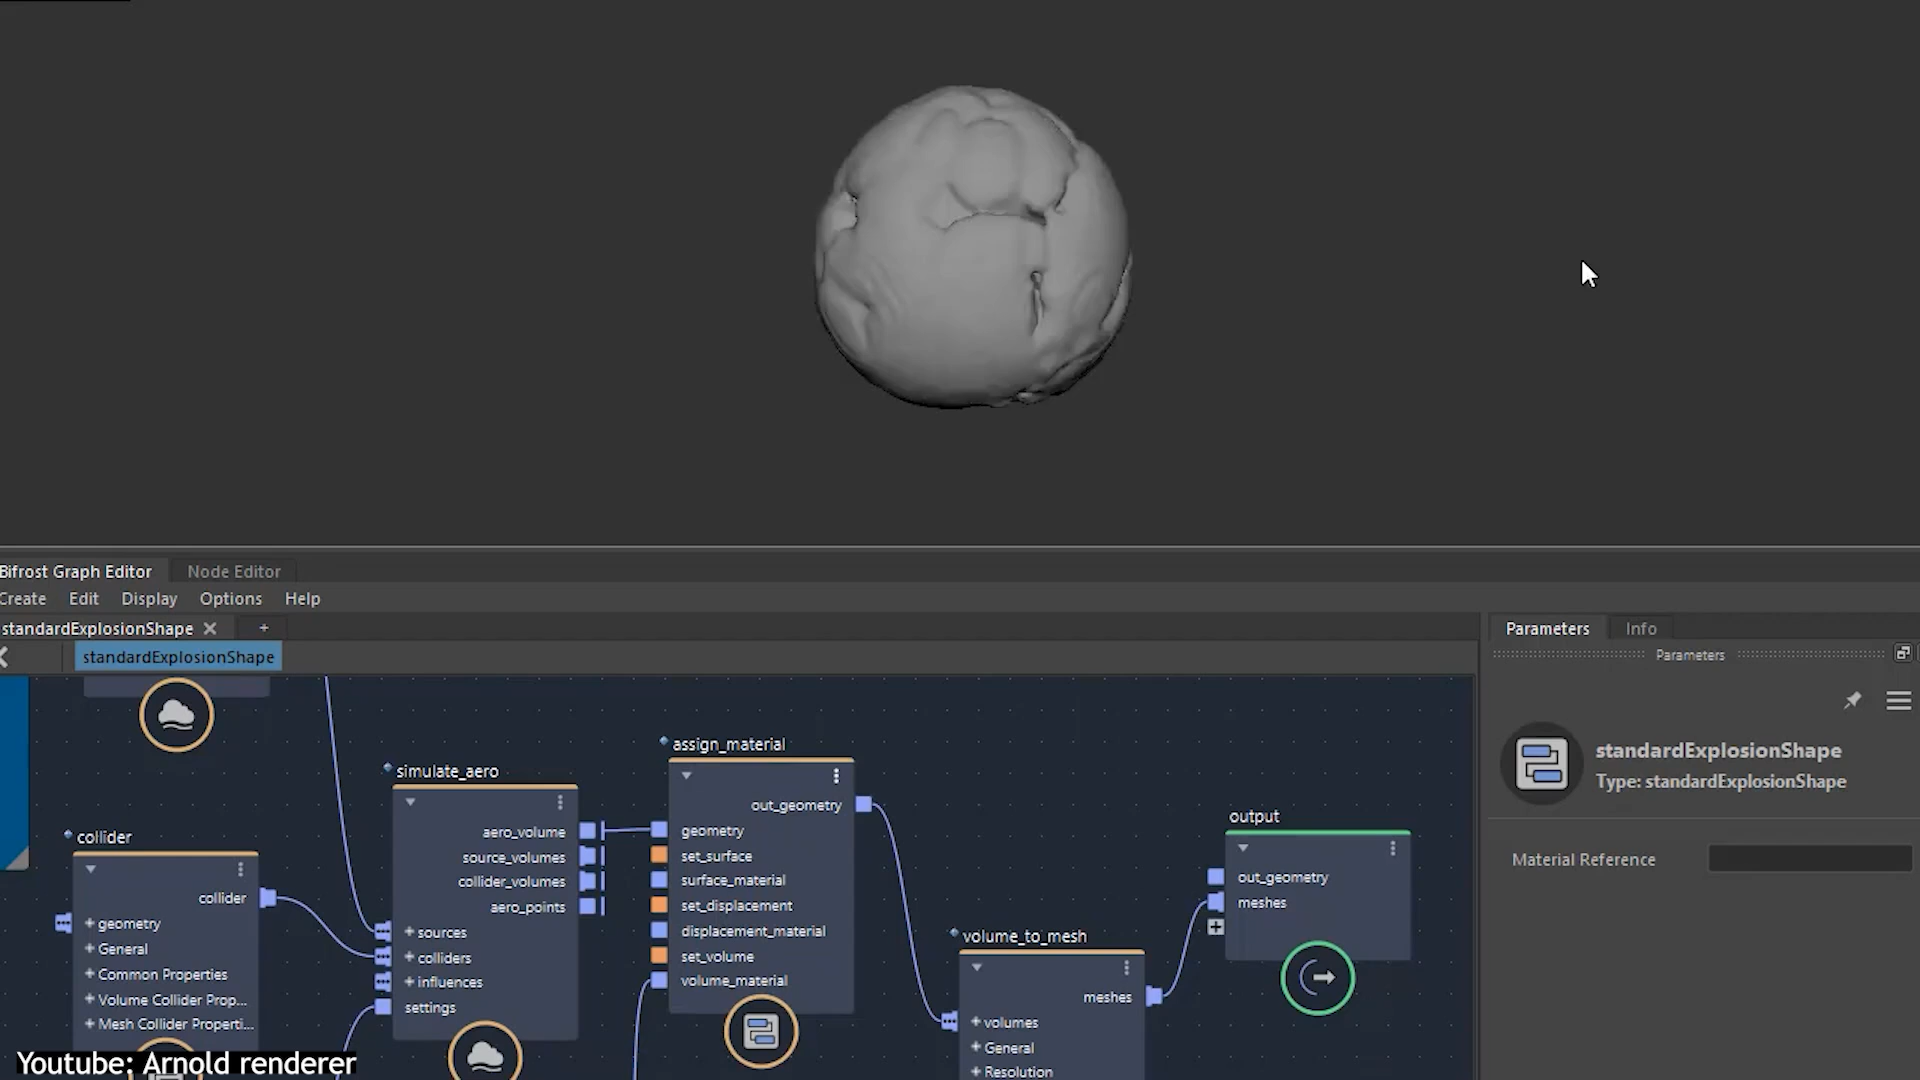 Bifrost Graph Editor
Node Editor
Create Edit Display Options Help
standardExplosionShape
+
standardExplosionShape
Parameters Info
Parameters
standardExplosionShape
Type: standardExplosionShape
Material Reference
collider
collider
+ geometry
+ General
+ Common Properties
+ Volume Collider Prop...
+ Mesh Collider Properti...
simulate_aero
aero_volume
source_volumes
collider_volumes
aero_points
+ sources
+ colliders
+ influences
settings
assign_material
out_geometry
geometry
set_surface
surface_material
set_displacement
displacement_material
set_volume
volume_material
volume_to_mesh
meshes
+ volumes
+ General
+ Resolution
output
out_geometry
meshes
Youtube: Arnold renderer